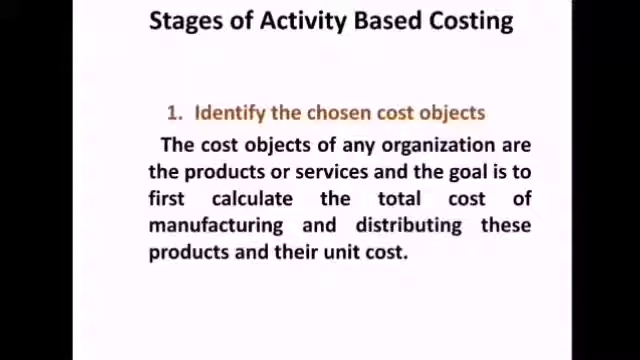 Stages of Activity Based Costing
1. Identify the chosen cost objects
The cost objects of any organization are
the products or services and the goal is to
first calculate the total cost of
manufacturing and distributing these
products and their unit cost.